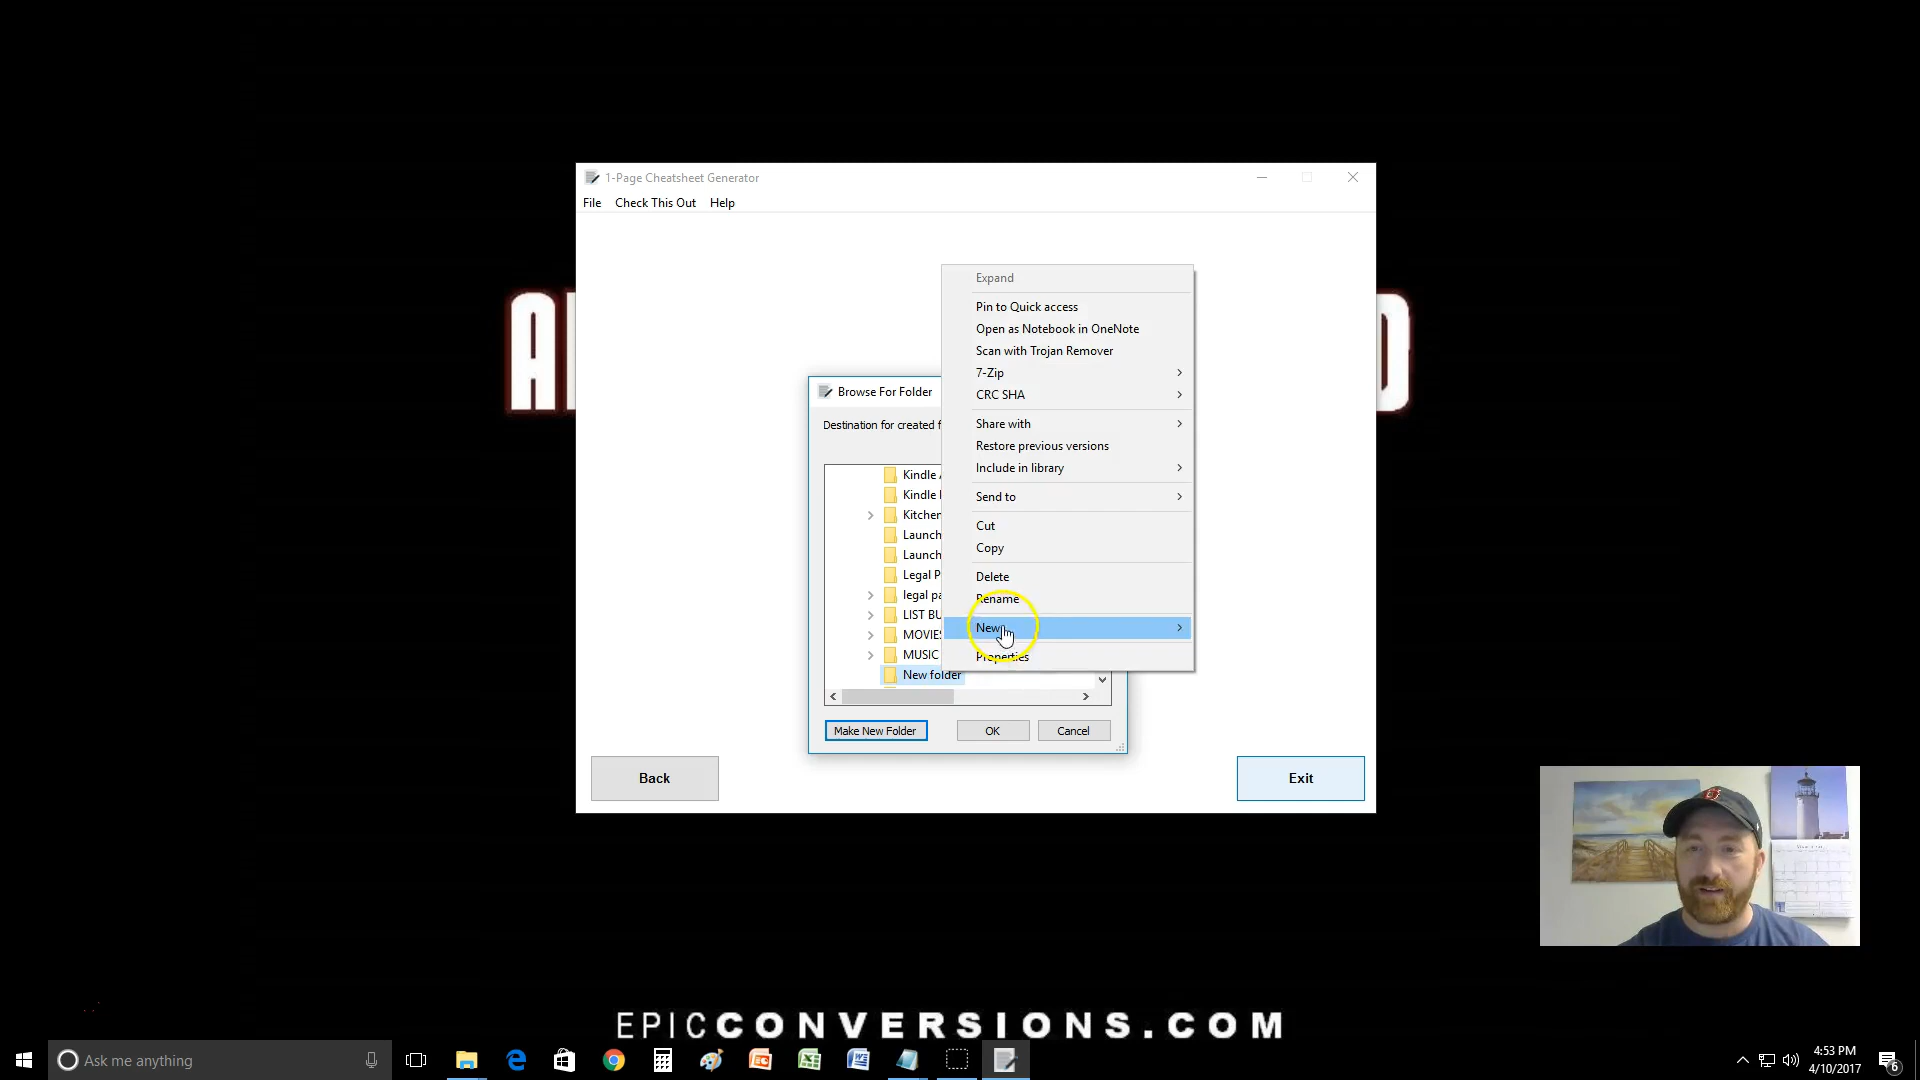 1-Page Cheatsheet Generator
File Check This Out Help
Expand
Pin to Quick access
Open as Notebook in OneNote
Scan with Trojan Remover
7-Zip
CRC SHA
Share with
Restore previous versions
Include in library
Send to
Cut
Copy
Delete
Rename
New
Properties
Browse For Folder
Destination for created f
Kindle
Kindle
Kitchen
Launch
Launch
Legal P
legal pa
LIST BU
MOVIES
MUSIC
New folder
Make New Folder OK Cancel
Back Exit
EPICCONVERSIONS.COM
Ask me anything
4:53 PM
4/10/2017
6